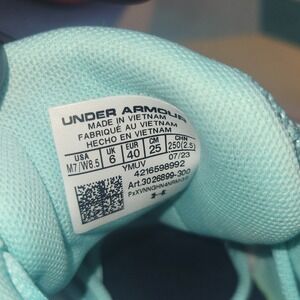 UNDER ARMOUR
MADE IN VIETNAM
FABRIQUÉ AU VIETNAM
HECHO EN VIETNAM
USA UK EUR CM CHN
M7/W8.5 6 40 25 250(2.5)
YMUV 07/23
4216598992
Art.3026899-300